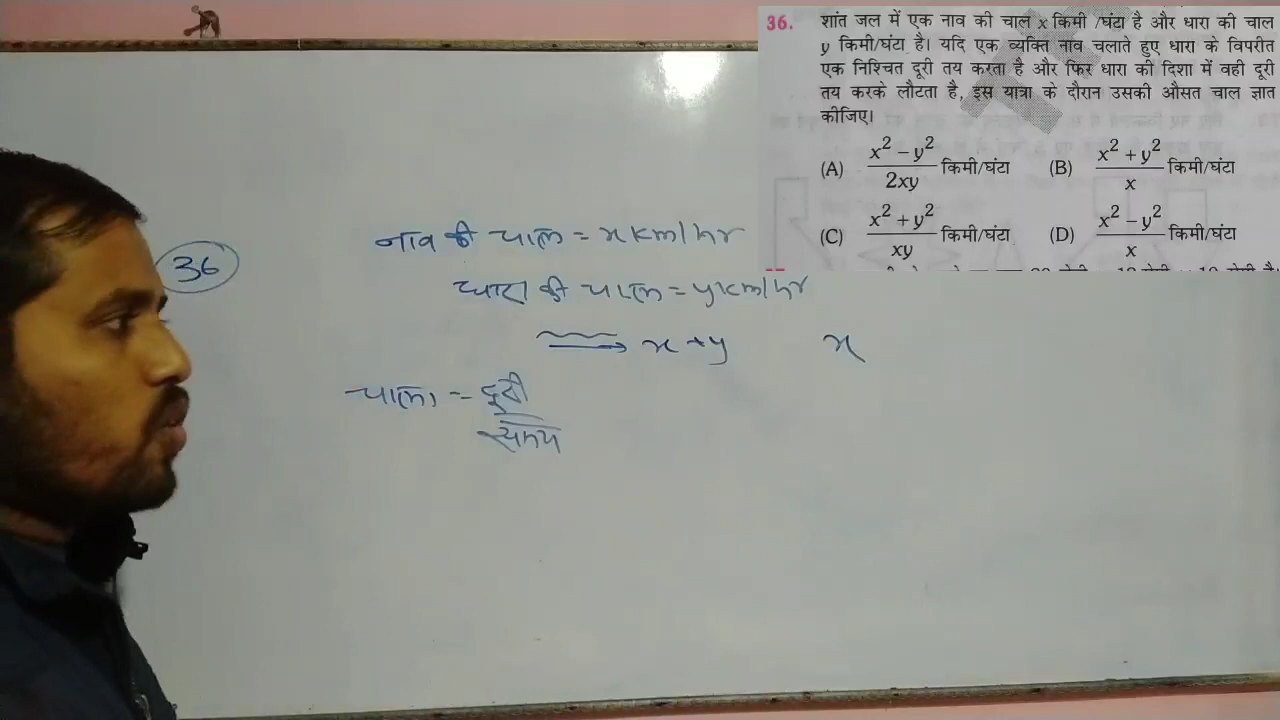 36. शांत जल में एक नाव की चाल x किमी /घंटा है और धारा की चाल
y किमी/घंटा है। यदि एक व्यक्ति नाव चलाते हुए धारा के विपरीत
एक निश्चित दूरी तय करता है और फिर धारा की दिशा में वही दूरी
तय करके लौटता है, इस यात्रा के दौरान उसकी औसत चाल ज्ञात
कीजिए।
(A) x² − y² / 2xy किमी/घंटा (B) x² + y² / x किमी/घंटा
(C) x² + y² / xy किमी/घंटा (D) x² − y² / x किमी/घंटा
36
नाव की चाल = x km/hr
धारा की चाल = y km/hr
x + y x
चाल = दूरी
समय